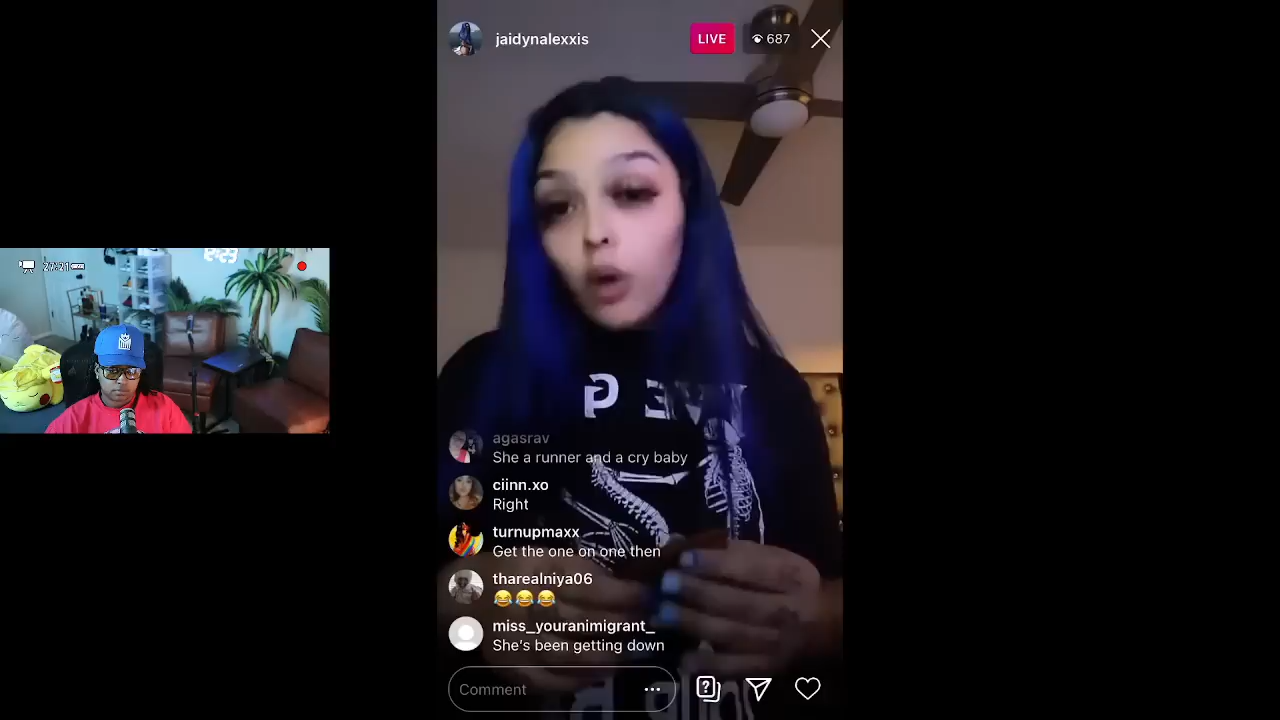 jaidynalexxis
LIVE
687
agasrav
She a runner and a cry baby
ciinn.xo
Right
turnupmaxx
Get the one on one then
tharealniya06
😂😂😂
miss_youranimigrant_
She's been getting down
Comment